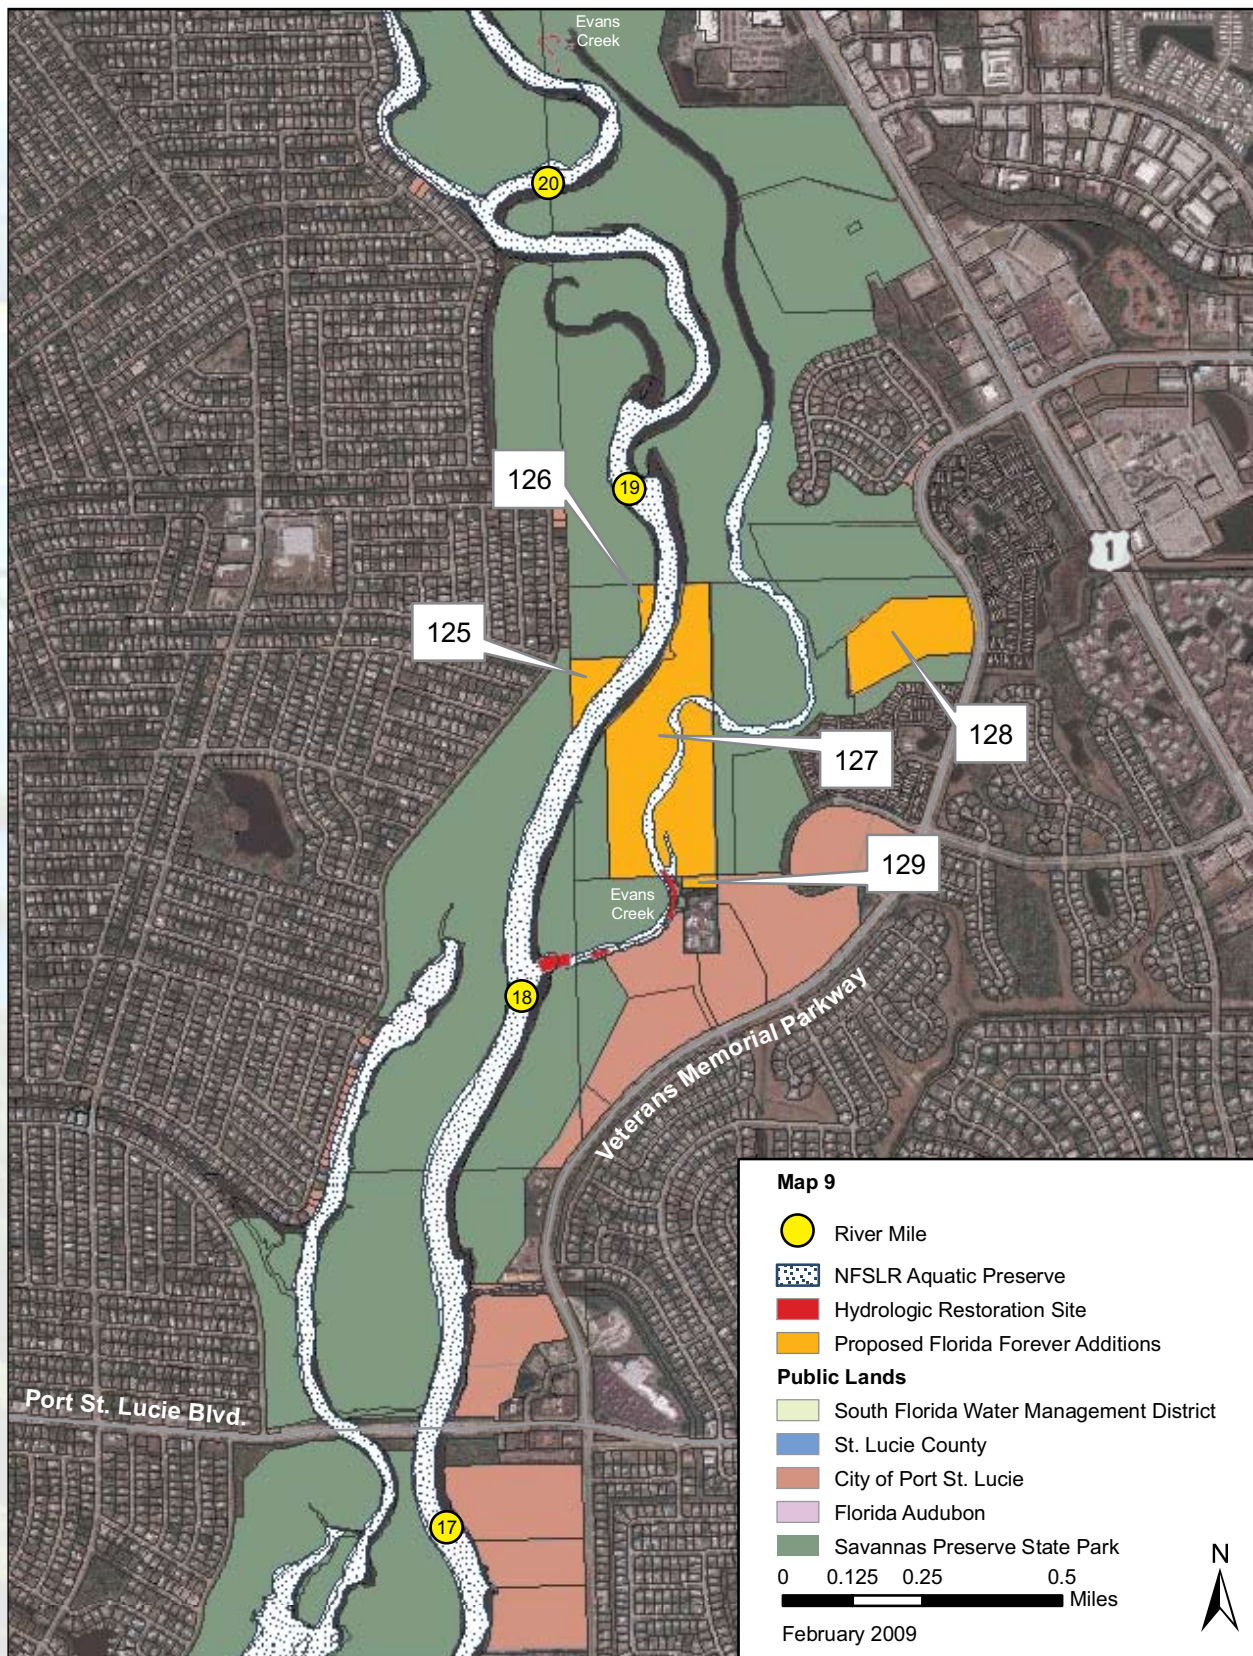 Evans
Creek
20
126
19
1
125
128
127
129
Evans
Creek
18
Veterans Memorial Parkway
Port St. Lucie Blvd.
17
Map 9
River Mile
NFSLR Aquatic Preserve
Hydrologic Restoration Site
Proposed Florida Forever Additions
Public Lands
South Florida Water Management District
St. Lucie County
City of Port St. Lucie
Florida Audubon
Savannas Preserve State Park
0 0.125 0.25 0.5
Miles
N
February 2009